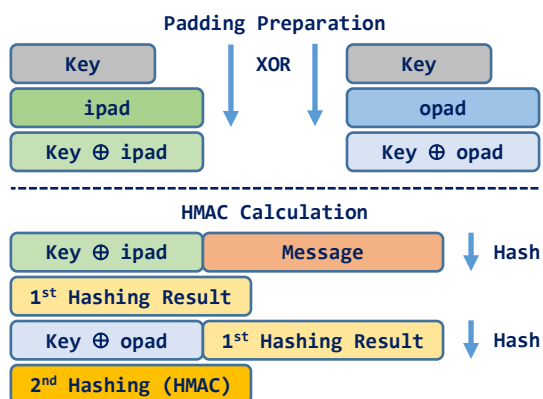 Padding Preparation
Key XOR Key
ipad opad
Key ⊕ ipad Key ⊕ opad
HMAC Calculation
Key ⊕ ipad Message Hash
1st Hashing Result
Key ⊕ opad 1st Hashing Result Hash
2nd Hashing (HMAC)